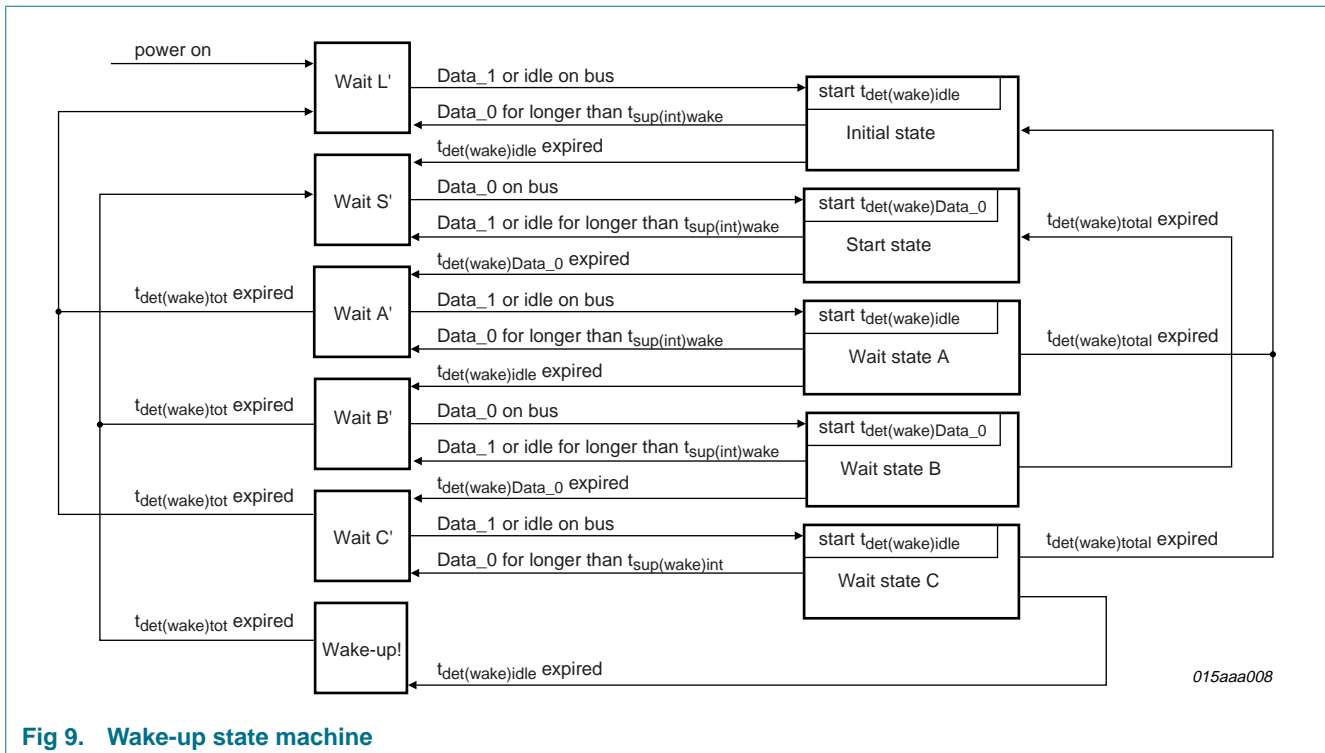 power on
Wait L'
Data_1 or idle on bus
Data_0 for longer than tsup(int)wake
tdet(wake)idle expired
start tdet(wake)idle
Initial state
Wait S'
Data_0 on bus
Data_1 or idle for longer than tsup(int)wake
tdet(wake)Data_0 expired
start tdet(wake)Data_0
Start state
tdet(wake)total expired
tdet(wake)tot expired
Wait A'
Data_1 or idle on bus
Data_0 for longer than tsup(int)wake
tdet(wake)idle expired
start tdet(wake)idle
Wait state A
tdet(wake)total expired
tdet(wake)tot expired
Wait B'
Data_0 on bus
Data_1 or idle for longer than tsup(int)wake
tdet(wake)Data_0 expired
start tdet(wake)Data_0
Wait state B
tdet(wake)tot expired
Wait C'
Data_1 or idle on bus
Data_0 for longer than tsup(wake)int
start tdet(wake)idle
Wait state C
tdet(wake)total expired
tdet(wake)tot expired
Wake-up!
tdet(wake)idle expired
015aaa008
Fig 9. Wake-up state machine